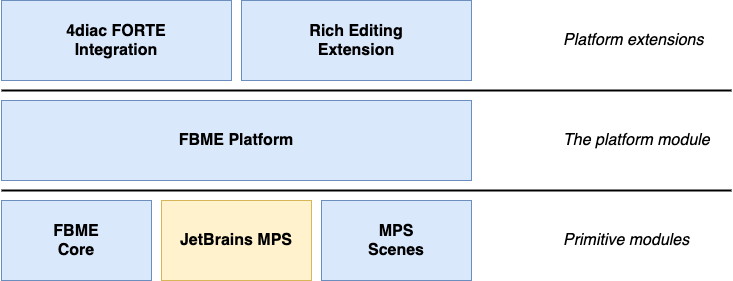 4diac FORTE
Integration
Rich Editing
Extension
Platform extensions
FBME Platform
The platform module
FBME
Core
JetBrains MPS
MPS
Scenes
Primitive modules